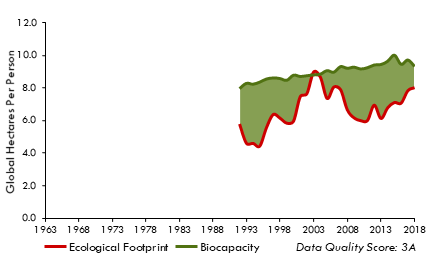 Global Hectares Per Person
12.0
10.0
8.0
6.0
4.0
2.0
0.0
1963 1968 1973 1978 1983 1988 1993 1998 2003 2008 2013 2018
Ecological Footprint Biocapacity Data Quality Score: 3A